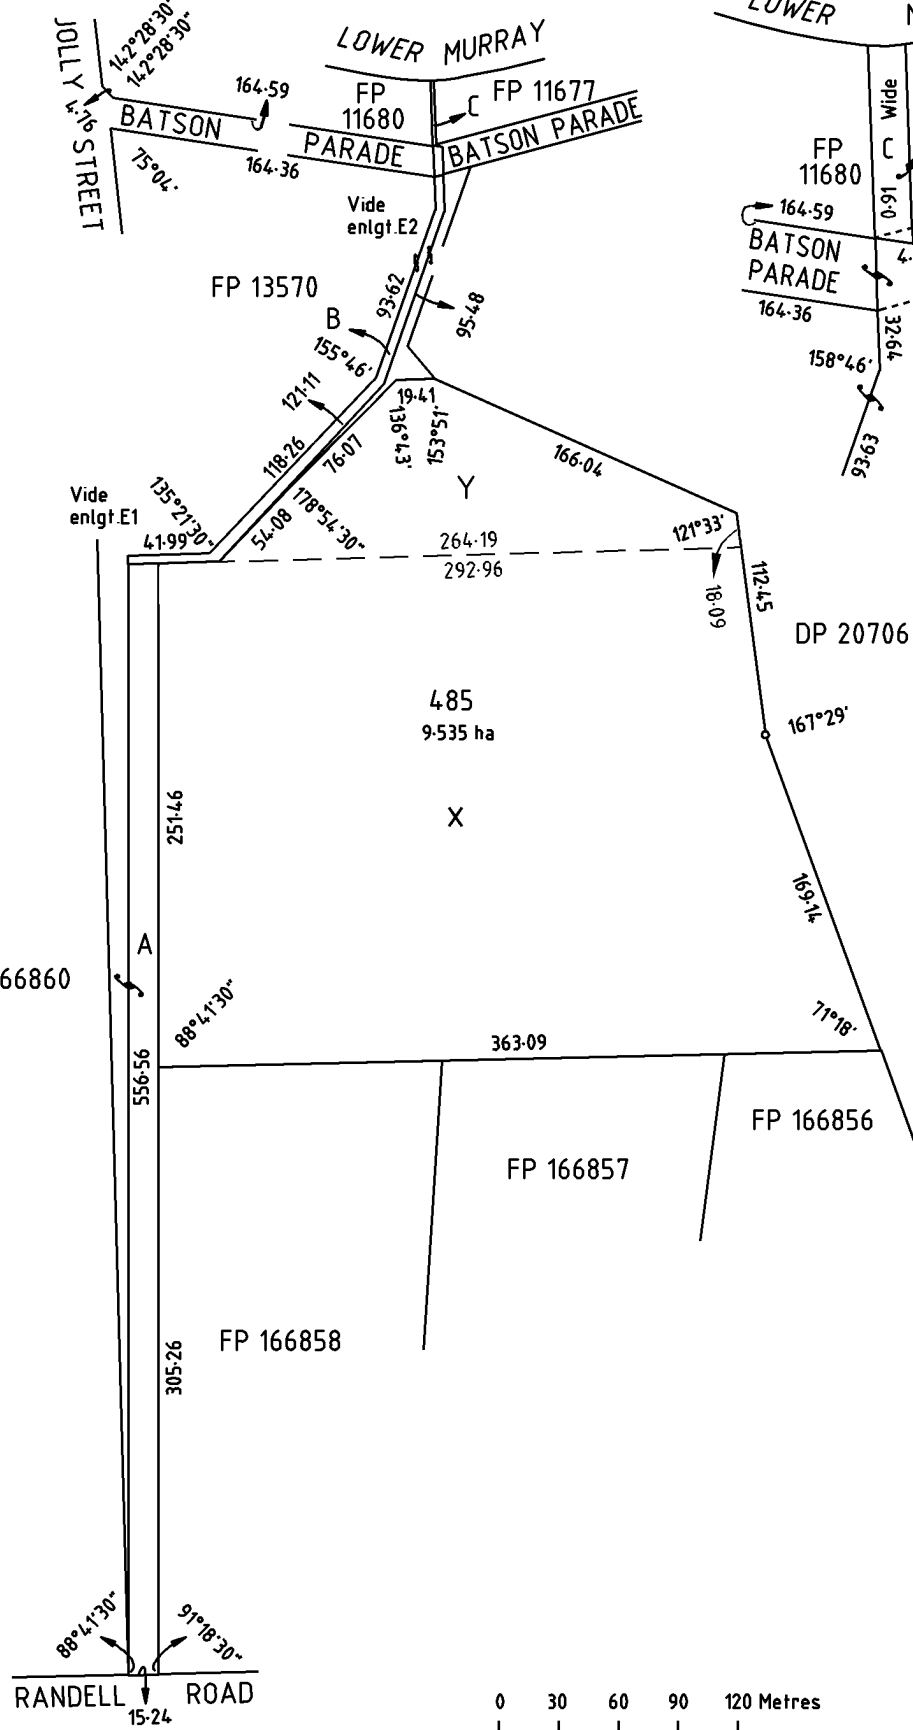 142°28'30"
142°28'30"
JOLLY STREET
4·76
164·59
BATSON
PARADE
164·36
75°04'
LOWER MURRAY
FP
11680
C
FP 11677
BATSON PARADE
Vide
enlgt.E2
FP 13570
93·62
95·48
B
155°46'
121·11
19·41
136°43'
153°51'
118·26
76·07
166·04
Y
Vide
enlgt.E1
135°21'30"
178°54'30"
41·99
54·08
264·19
292·96
121°33'
18·09
112·45
DP 20706
485
9·535 ha
167°29'
X
251·46
169·14
A
66860
88°41'30"
71°18'
363·09
556·56
FP 166856
FP 166857
FP 166858
305·26
88°41'30"
91°18'30"
RANDELL ROAD
15·24
0 30 60 90 120 Metres
LOWER
C Wide
FP
11680
0·91
164·59
BATSON
PARADE
4·
164·36
32·64
158°46'
93·63